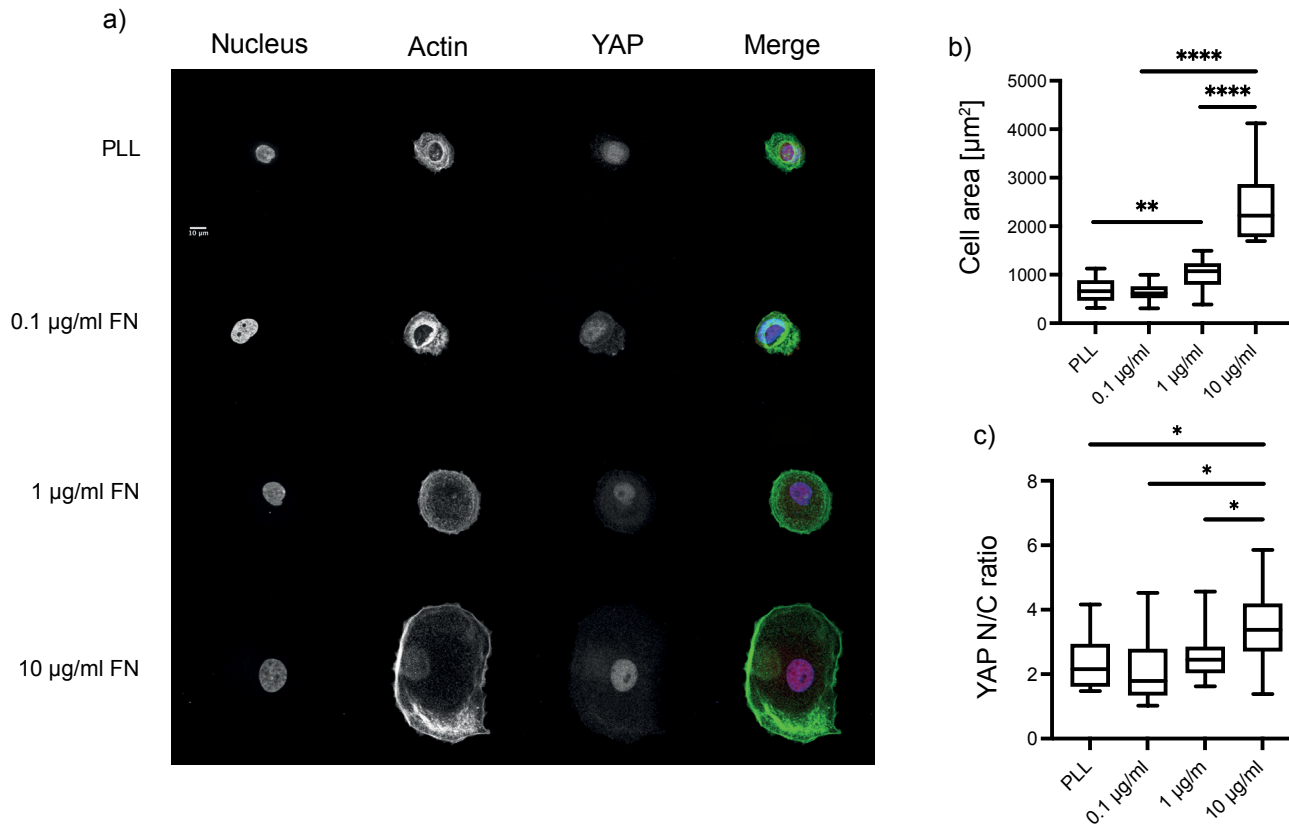 a)
Nucleus Actin YAP Merge
PLL
10 µm
0.1 µg/ml FN
1 µg/ml FN
10 µg/ml FN
b)
**** 
****
**
Cell area [µm²]
5000
4000
3000
2000
1000
0
PLL 0.1 µg/ml 1 µg/ml 10 µg/ml
c)
*
*
*
YAP N/C ratio
8
6
4
2
0
PLL 0.1 µg/ml 1 µg/m 10 µg/ml